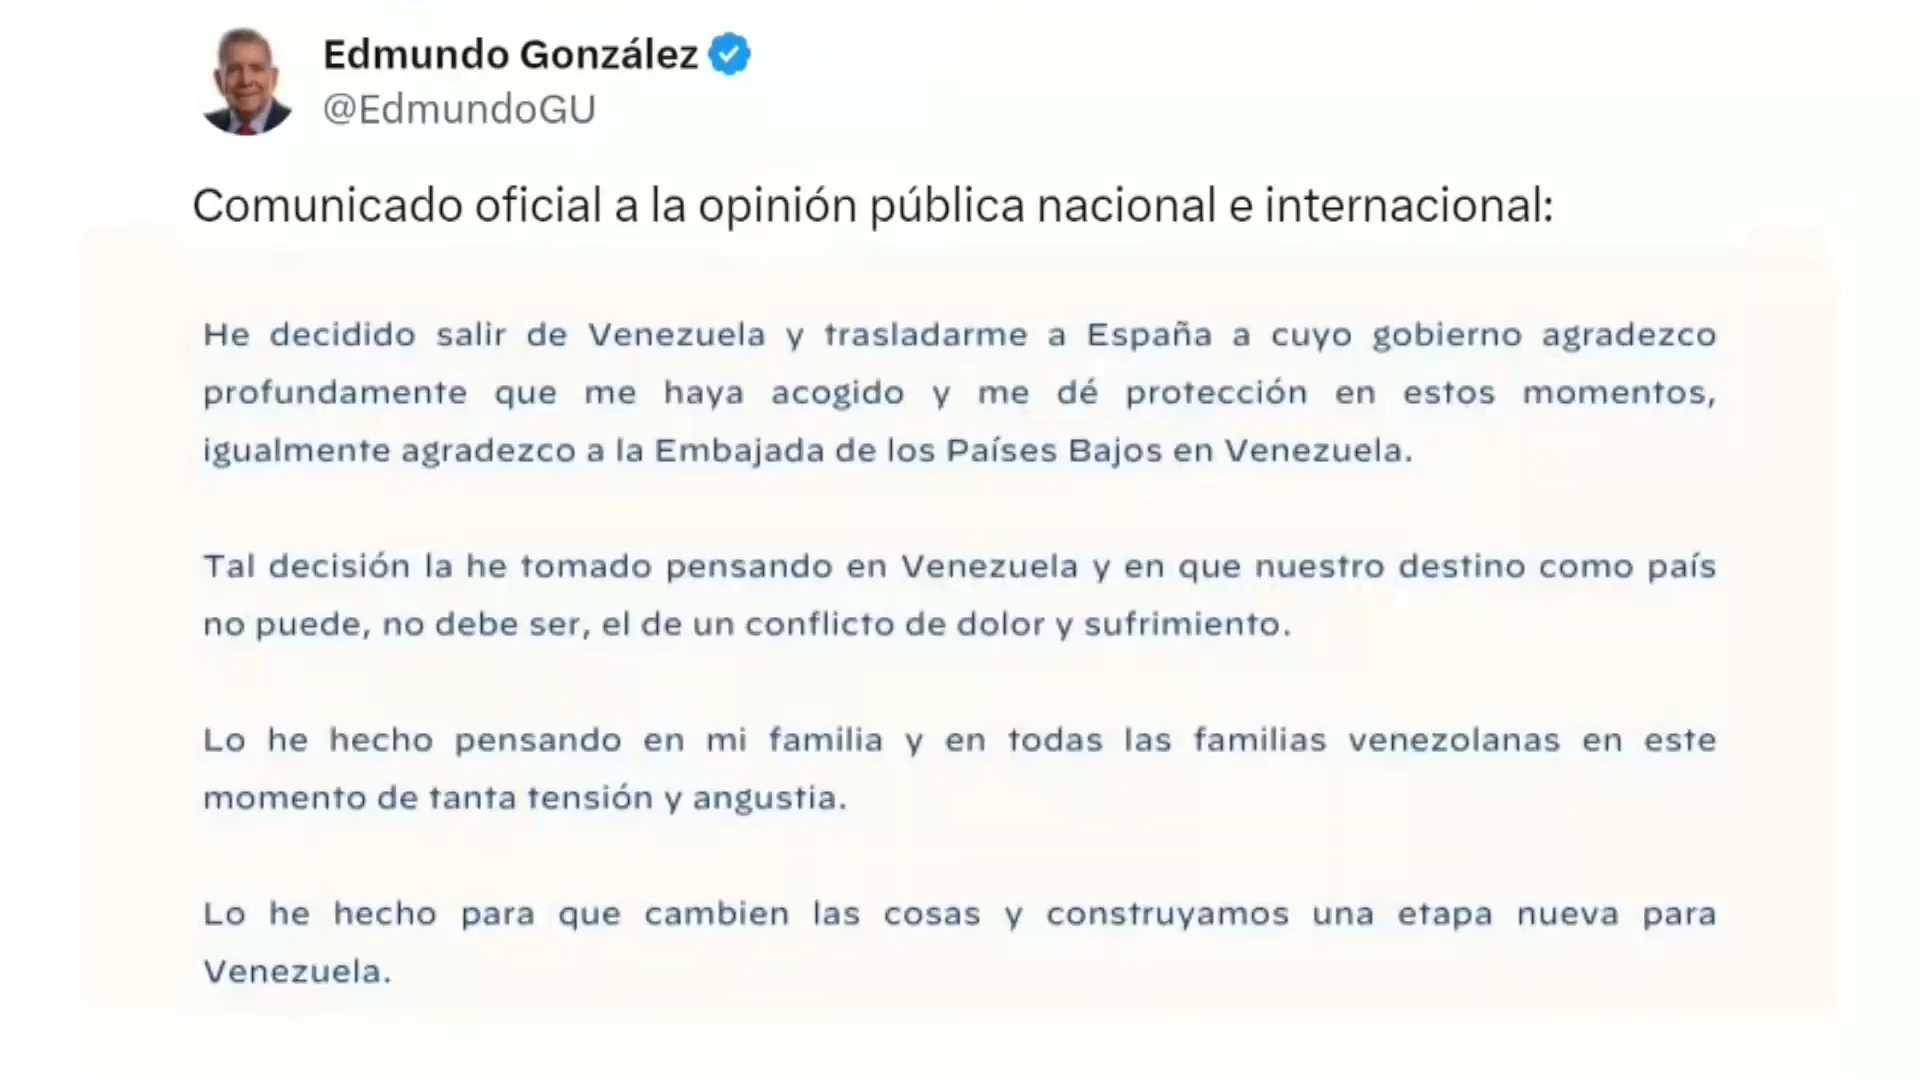 Edmundo González
@EdmundoGU
Comunicado oficial a la opinión pública nacional e internacional:
He decidido salir de Venezuela y trasladarme a España a cuyo gobierno agradezco
profundamente que me haya acogido y me dé protección en estos momentos,
igualmente agradezco a la Embajada de los Países Bajos en Venezuela.
Tal decisión la he tomado pensando en Venezuela y en que nuestro destino como país
no puede, no debe ser, el de un conflicto de dolor y sufrimiento.
Lo he hecho pensando en mi familia y en todas las familias venezolanas en este
momento de tanta tensión y angustia.
Lo he hecho para que cambien las cosas y construyamos una etapa nueva para
Venezuela.